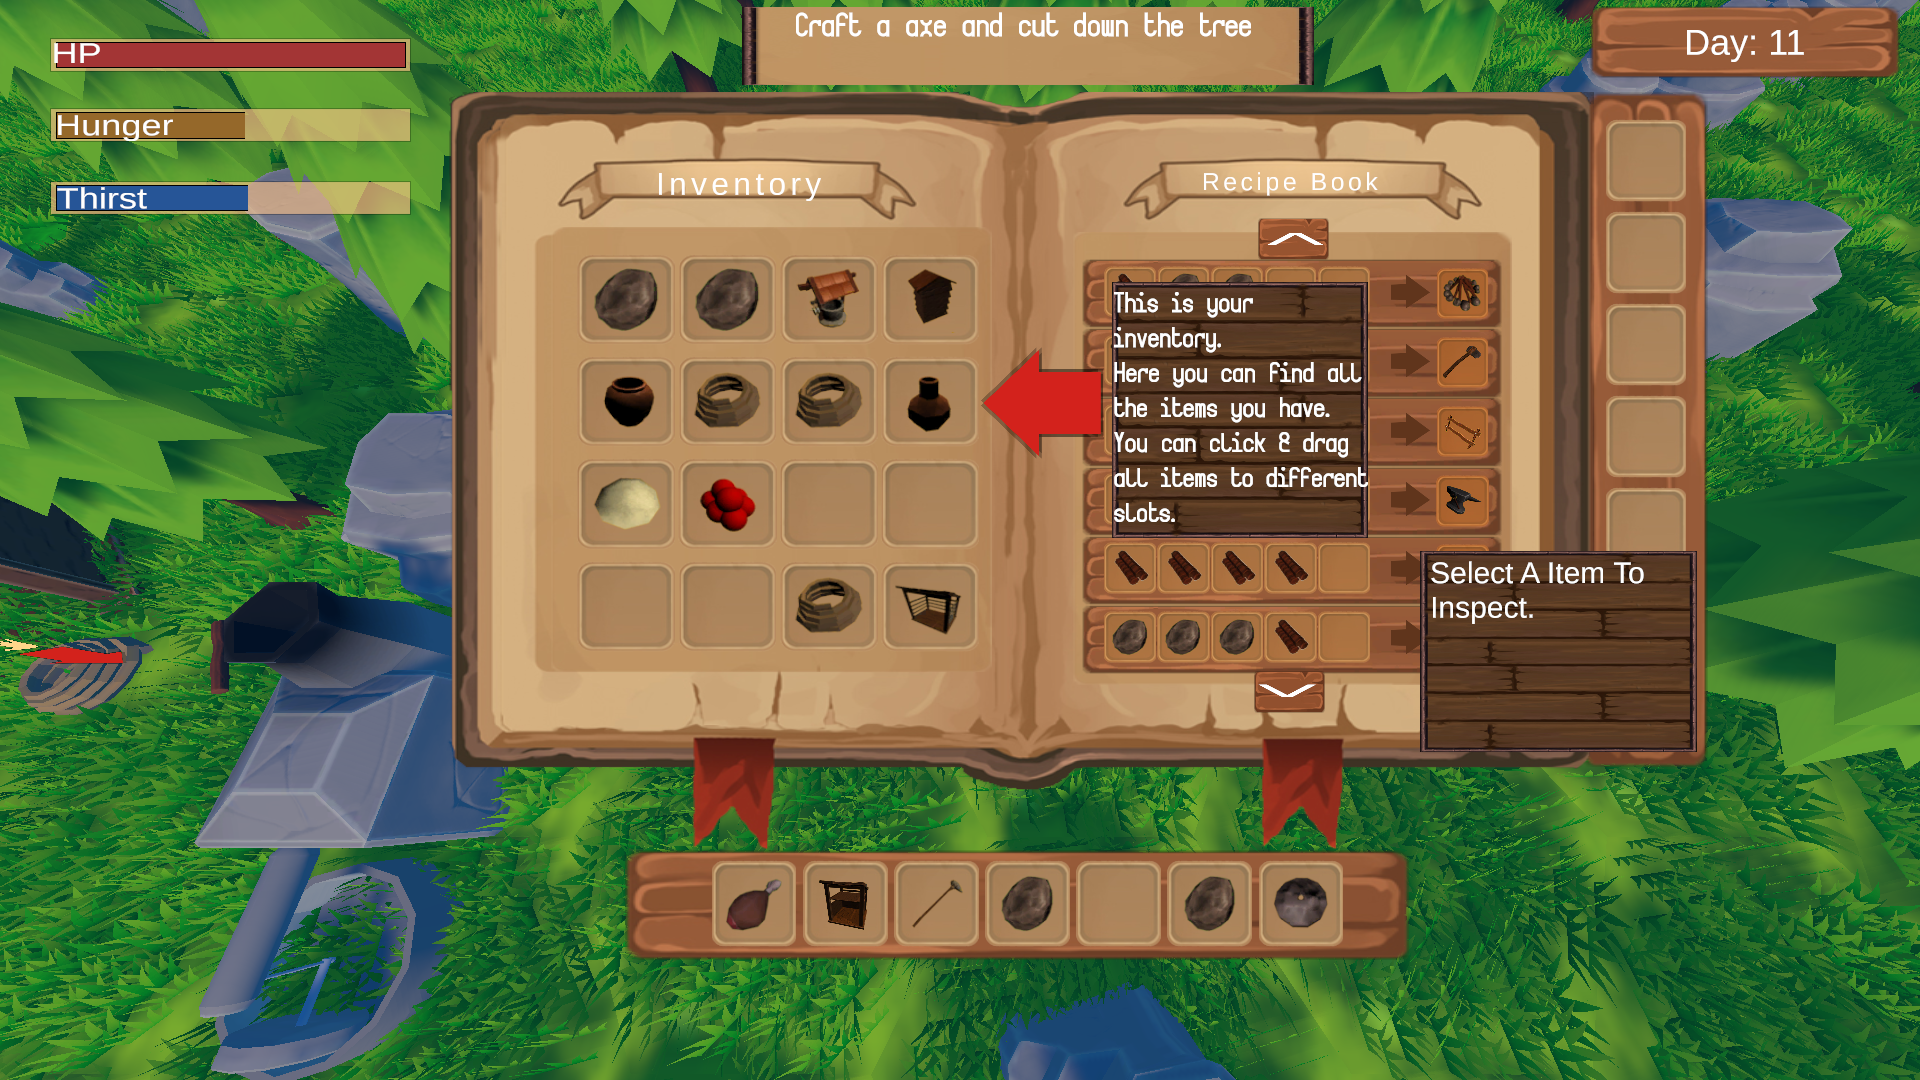 Craft a axe and cut down the tree
HP
Hunger
Thirst
Day: 11
Inventory
Recipe Book
This is your
inventory.
Here you can find all
the items you have.
You can click & drag
all items to different
slots.
Select A Item To
Inspect.